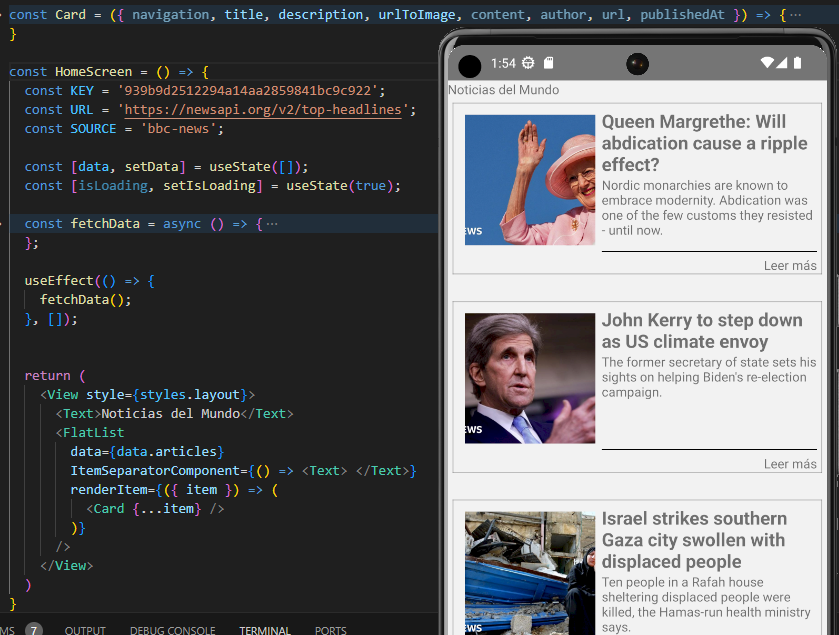 const Card = ({ navigation, title, description, urlToImage, content, author, url, publishedAt }) => {···
}
const HomeScreen = () => {
const KEY = '939b9d2512294a14aa2859841bc9c922';
const URL = 'https://newsapi.org/v2/top-headlines';
const SOURCE = 'bbc-news';
const [data, setData] = useState([]);
const [isLoading, setIsLoading] = useState(true);
const fetchData = async () => {···
};
useEffect(() => {
fetchData();
}, []);
return (
<View style={styles.layout}>
<Text>Noticias del Mundo</Text>
<FlatList
data={data.articles}
ItemSeparatorComponent={() => <Text> </Text>}
renderItem={({ item }) => (
<Card {...item} />
)}
/>
</View>
)
}
MS 7 OUTPUT DEBUG CONSOLE TERMINAL PORTS
1:54
Noticias del Mundo
Queen Margrethe: Will
abdication cause a ripple
effect?
Nordic monarchies are known to
embrace modernity. Abdication was
one of the few customs they resisted
- until now.
EWS
Leer más
John Kerry to step down
as US climate envoy
The former secretary of state sets his
sights on helping Biden's re-election
campaign.
EWS
Leer más
Israel strikes southern
Gaza city swollen with
displaced people
Ten people in a Rafah house
sheltering displaced people were
killed, the Hamas-run health ministry
says.
EWS